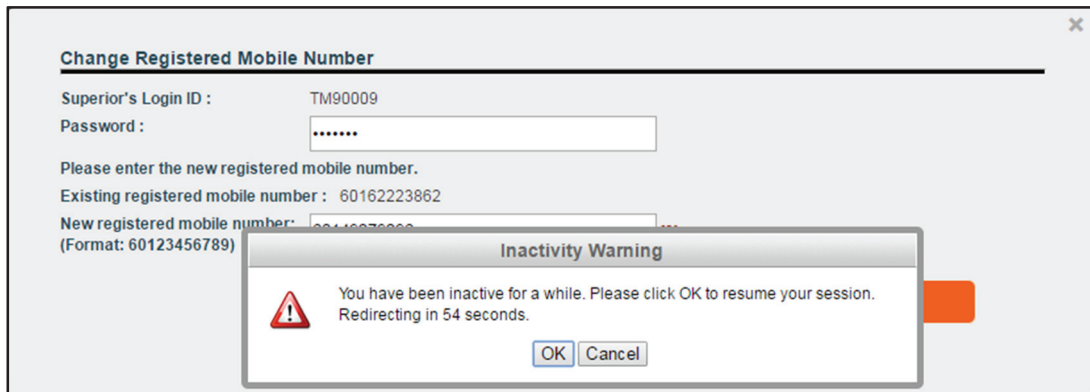 Change Registered Mobile Number
Superior's Login ID : TM90009
Password : •••••••
Please enter the new registered mobile number.
Existing registered mobile number : 60162223862
New registered mobile number:
(Format: 60123456789)
Inactivity Warning
You have been inactive for a while. Please click OK to resume your session.
Redirecting in 54 seconds.
OK Cancel